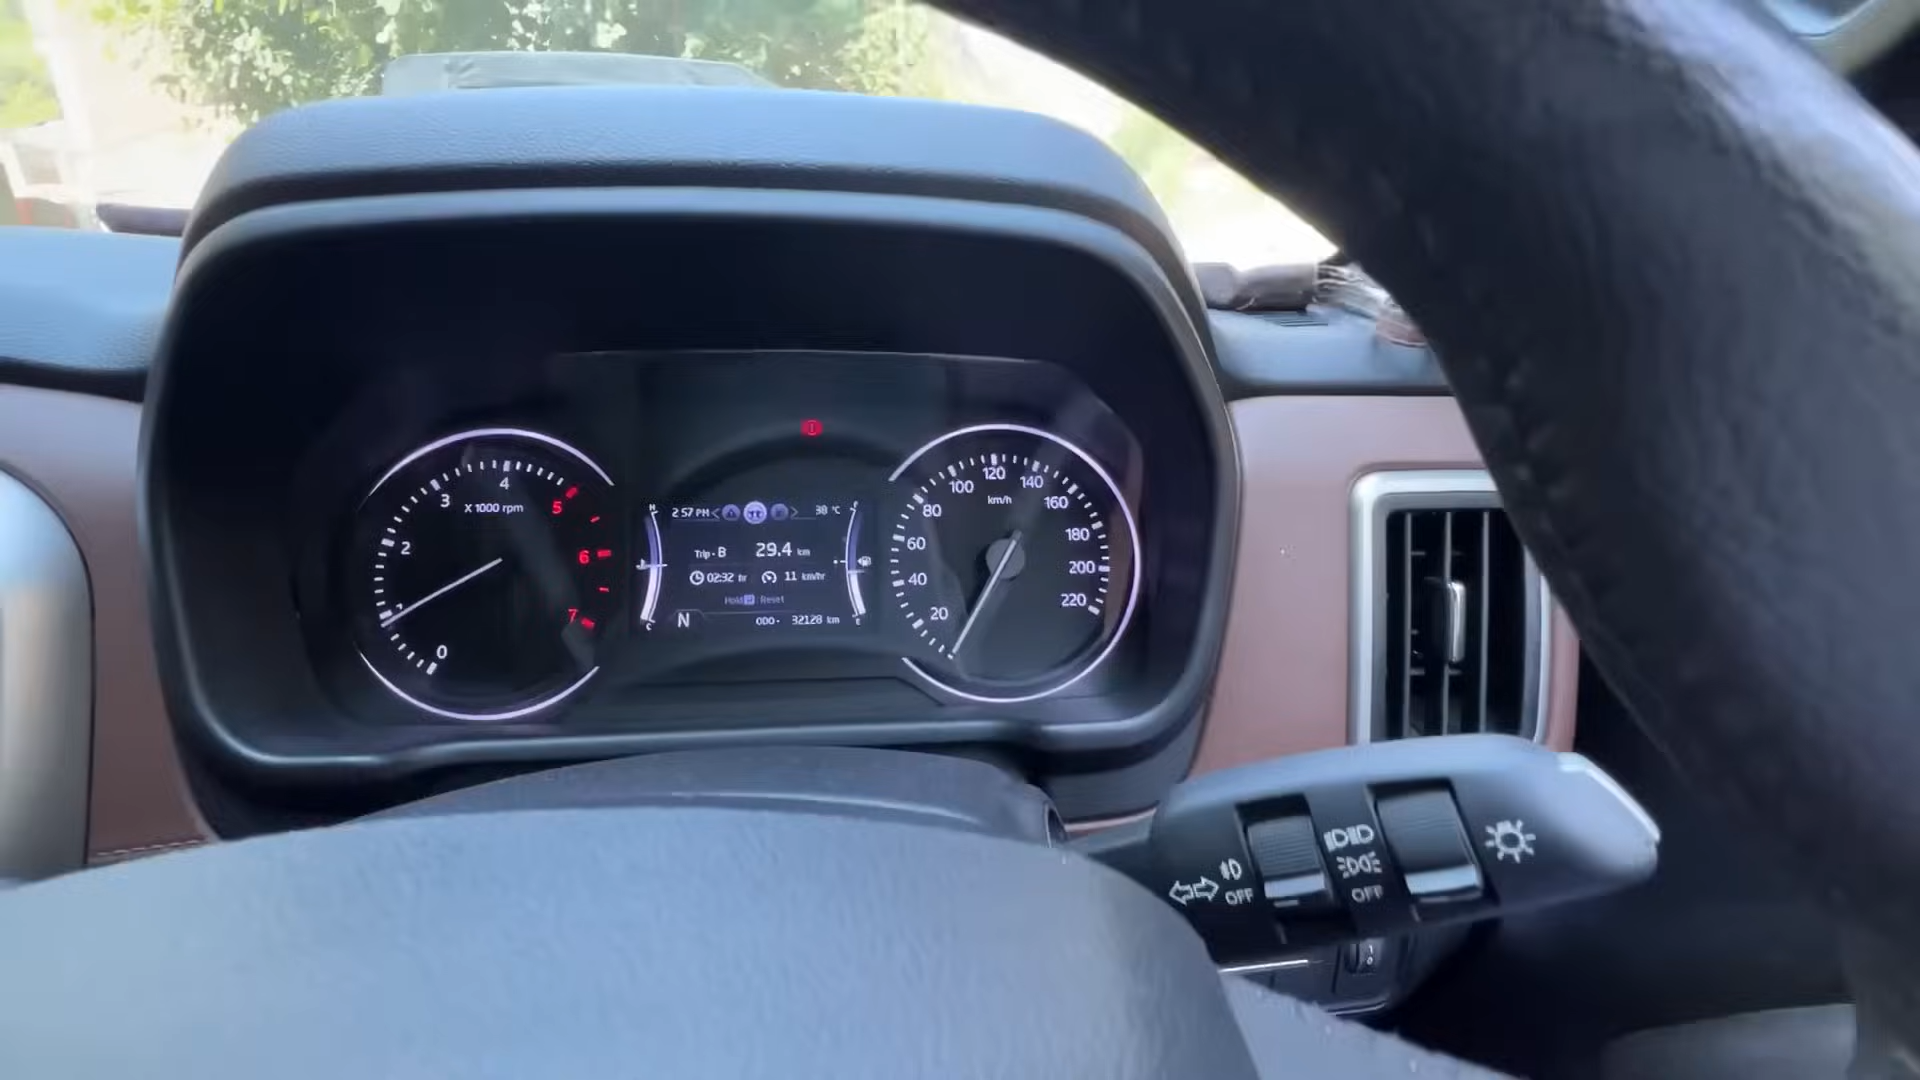 0
1
2
3
4
5
6
7
X 1000 rpm
H
C
2:57 PM
38 °C
Trip - B 29.4 km
02:32 hr 11 km/hr
Hold Reset
N ODO- 32128 km
F
E
20
40
60
80
100
120
140
160
180
200
220
km/h
OFF
OFF